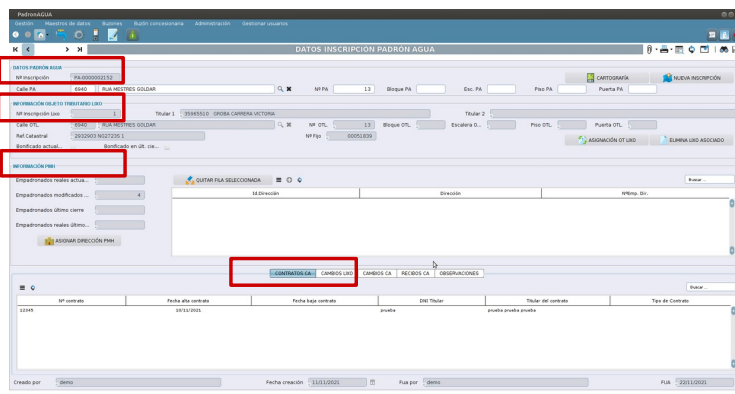 PadronAGUA
Gestión Maestros de datos Buzones Buzón concesionaria Administración Gestionar usuarios
DATOS INSCRIPCIÓN PADRÓN AGUA
DATOS PADRÓN AGUA
Nº Inscripción PA-0000002152 CARTOGRAFÍA NUEVA INSCRIPCIÓN
Calle PA 6940 RUA MESTRES GOLDAR Nº PA 13 Bloque PA Esc. PA Piso PA Puerta PA
INFORMACIÓN OBJETO TRIBUTARIO LIXO
Nº Inscripción Lixo 1 Titular 1 35965510 GROBA CARRERA VICTORIA Titular 2
Calle OTL 6940 RUA MESTRES GOLDAR Nº OTL 13 Bloque OTL Escalera O... Piso OTL Puerta OTL
Ref.Catastral 2932900 NG2723S 1 Nº Fijo 00051839 ASIGNACIÓN OT LIXO ELIMINA LIXO ASOCIADO
Bonificado actual... Bonificado en últ. cie...
INFORMACIÓN PMH
Empadronados reales actua... QUITAR FILA SELECCIONADA Buscar ...
Empadronados modificados ... 4 Id.Dirección Dirección NºEmp. Dir.
Empadronados último cierre
Empadronados reales último...
ASIGNAR DIRECCIÓN PMH
CONTRATOS CA CAMBIOS LIXO CAMBIOS CA RECIBOS CA OBSERVACIONES
Buscar ...
Nº contrato Fecha alta contrato Fecha baja contrato DNI Titular Titular del contrato Tipo de Contrato
12345 10/11/2021 prueba prueba prueba prueba
Creado por demo Fecha creación 11/11/2021 Fua por demo FUA 22/11/2021